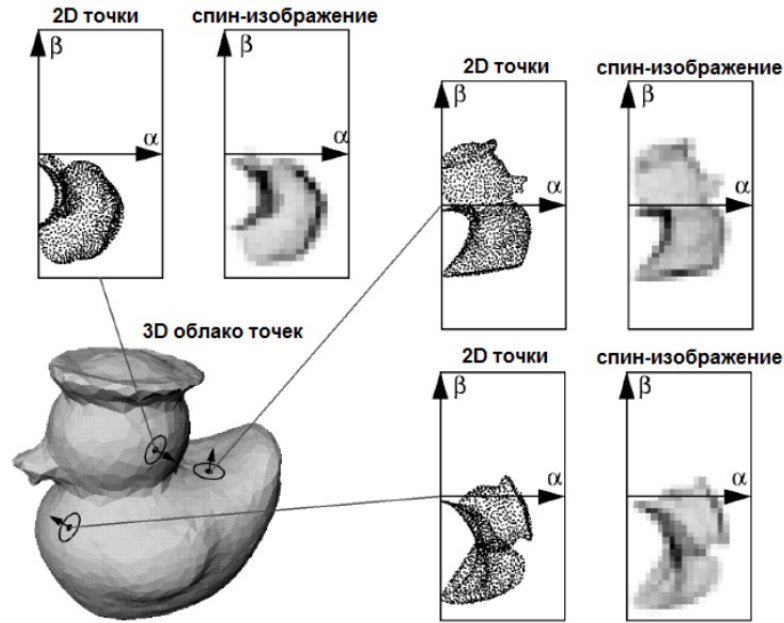 2D точки
спин-изображение
β
α
β
α
2D точки
спин-изображение
β
α
β
α
3D облако точек
2D точки
спин-изображение
β
α
β
α